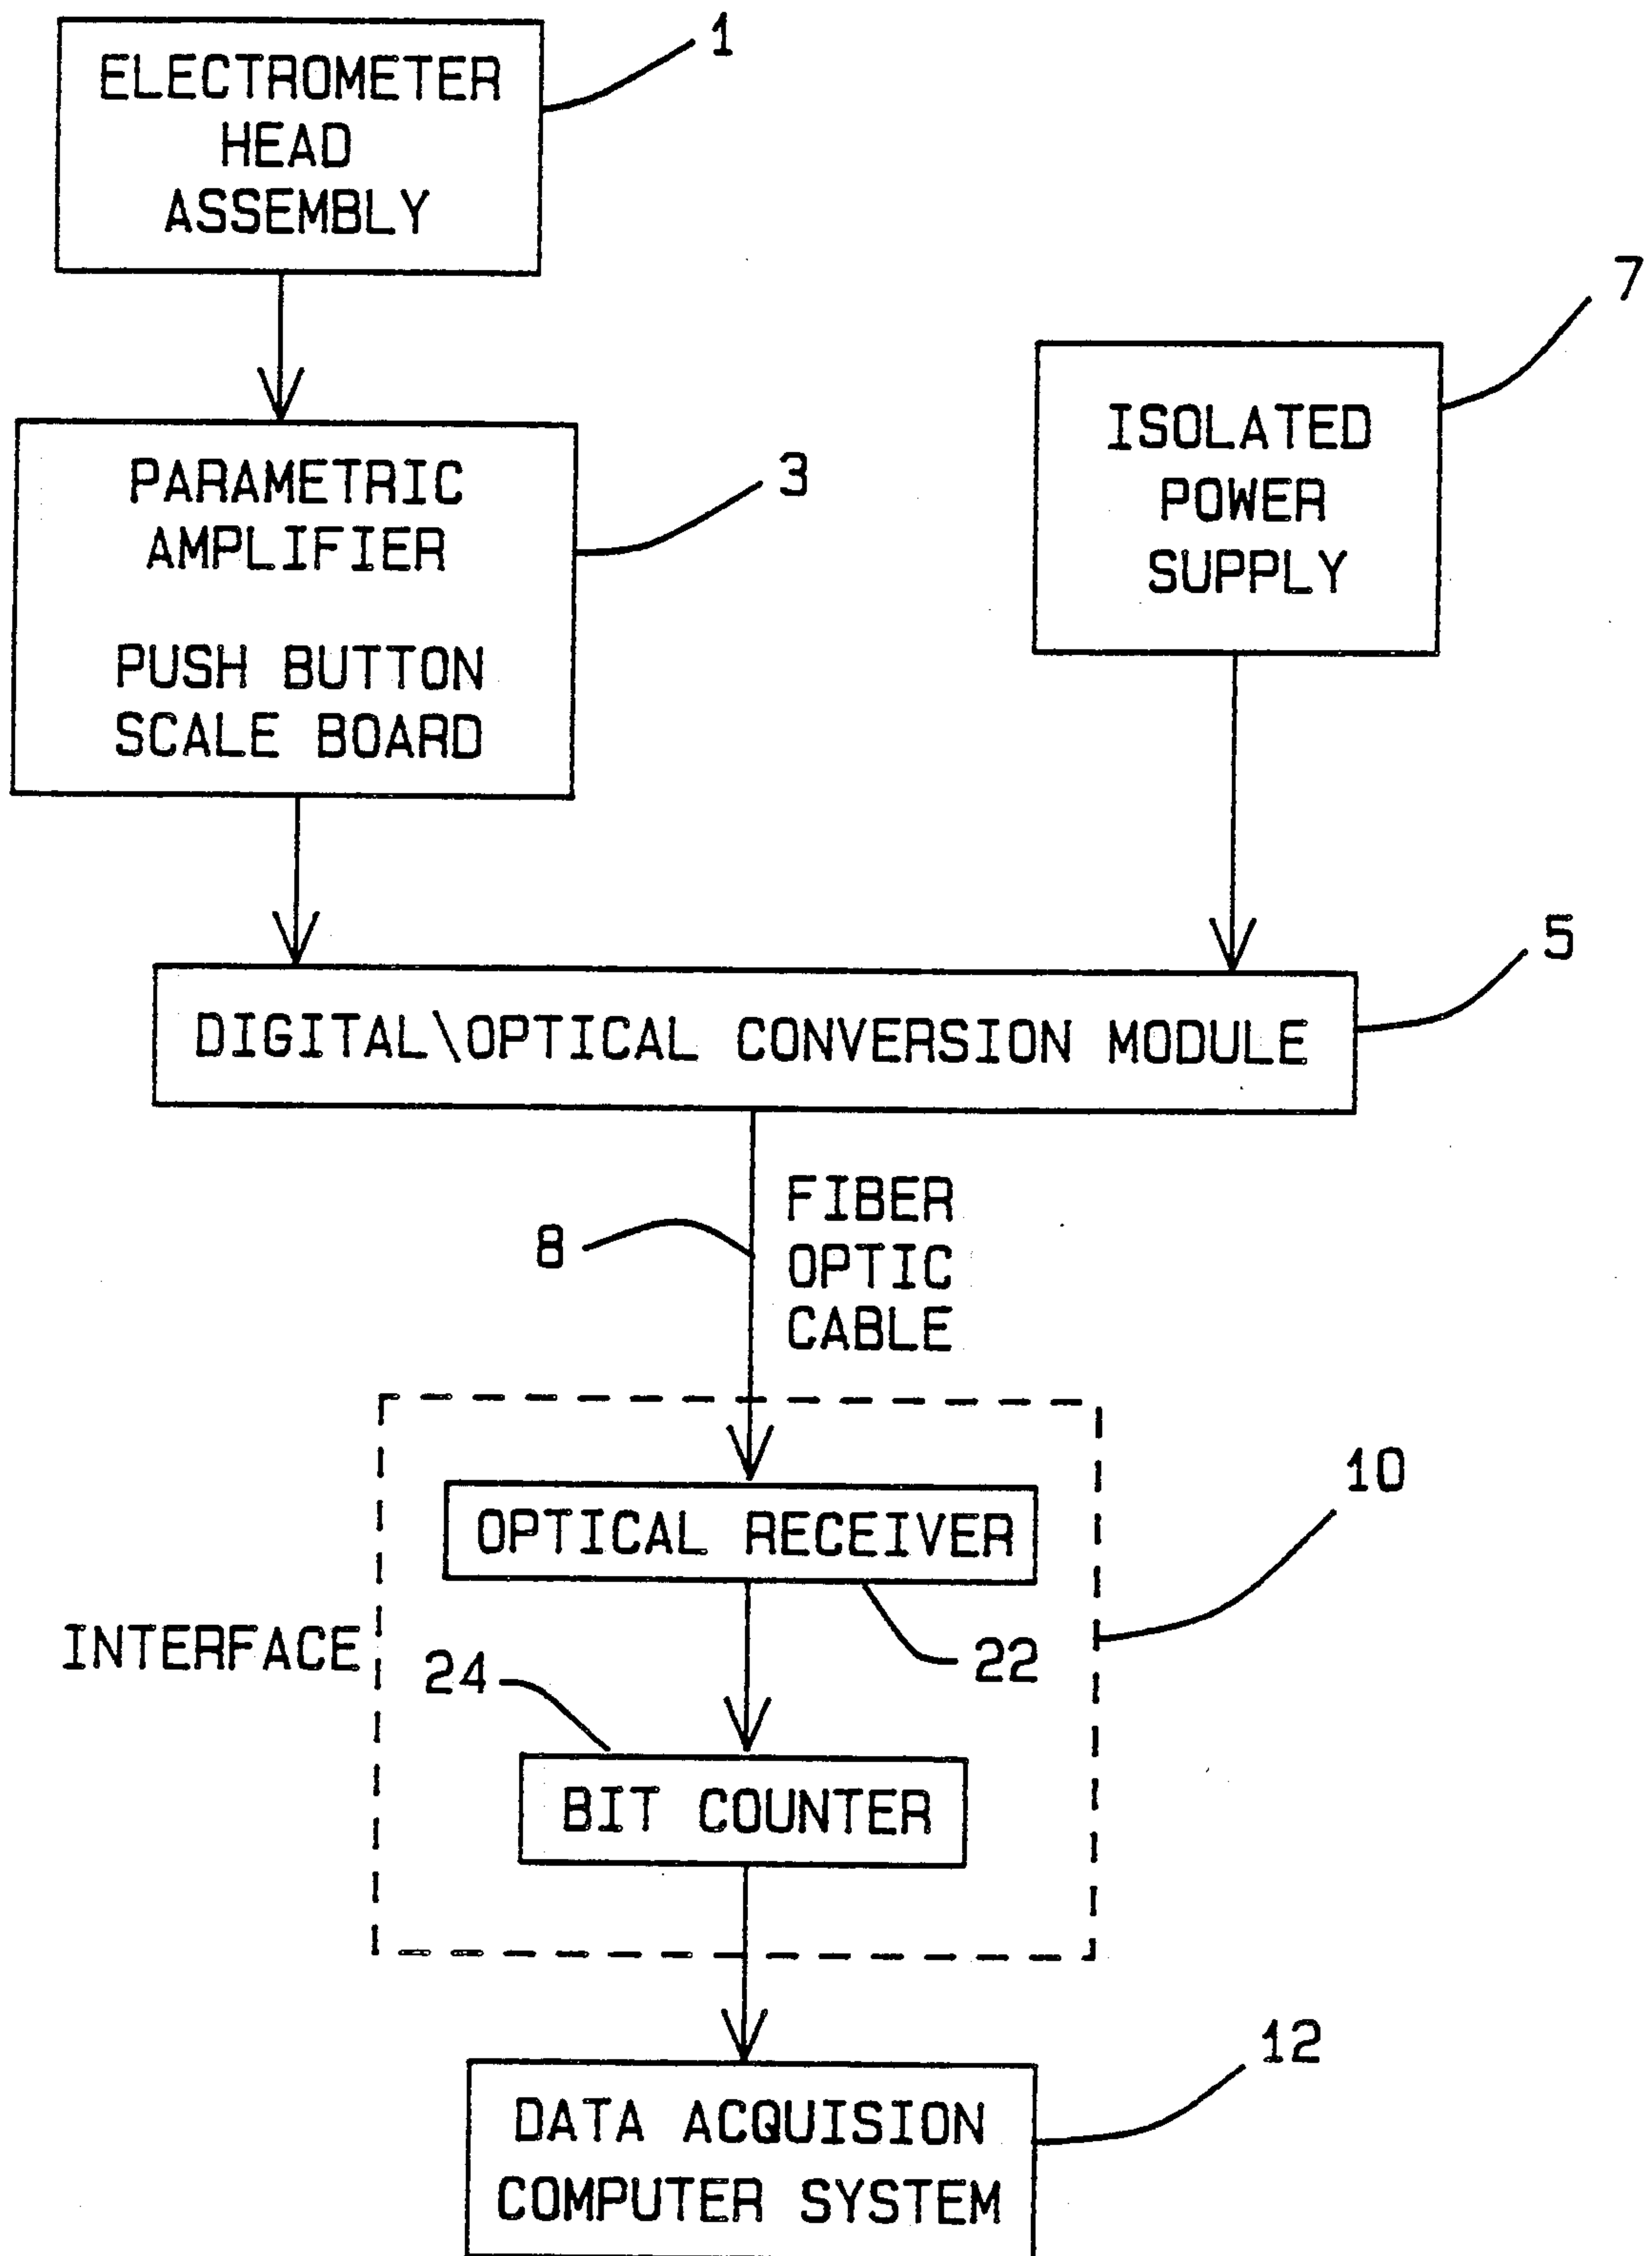 1
ELECTROMETER
HEAD
ASSEMBLY
7
ISOLATED
POWER
SUPPLY
3
PARAMETRIC
AMPLIFIER
PUSH BUTTON
SCALE BOARD
5
DIGITAL\OPTICAL CONVERSION MODULE
8
FIBER
OPTIC
CABLE
10
OPTICAL RECEIVER
INTERFACE
22
24
BIT COUNTER
12
DATA ACQUISION
COMPUTER SYSTEM